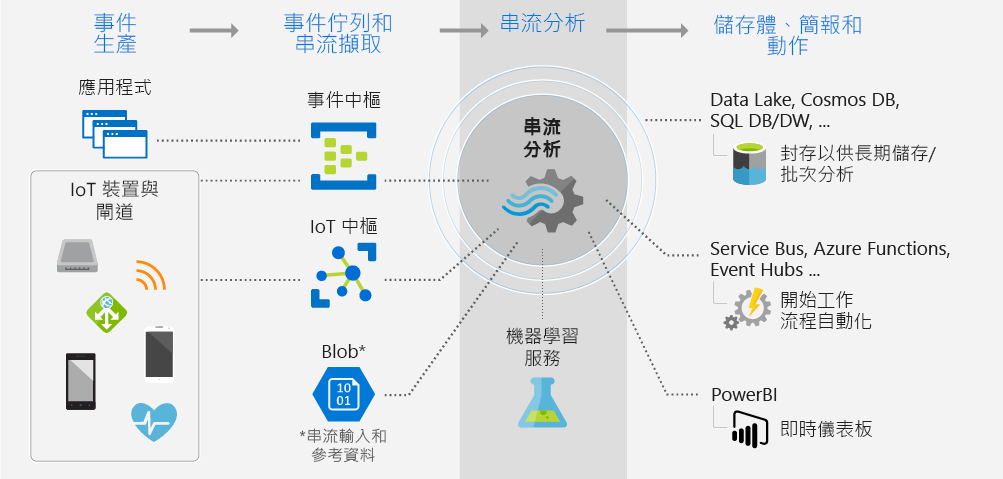 事件
生產
事件佇列和
串流擷取
串流分析
儲存體、簡報和
動作
應用程式
IoT 裝置與
閘道
事件中樞
IoT 中樞
Blob*
10
01
*串流輸入和
參考資料
串流
分析
機器學習
服務
Data Lake, Cosmos DB,
SQL DB/DW, ...
封存以供長期儲存/
批次分析
Service Bus, Azure Functions,
Event Hubs ...
開始工作
流程自動化
PowerBI
即時儀表板